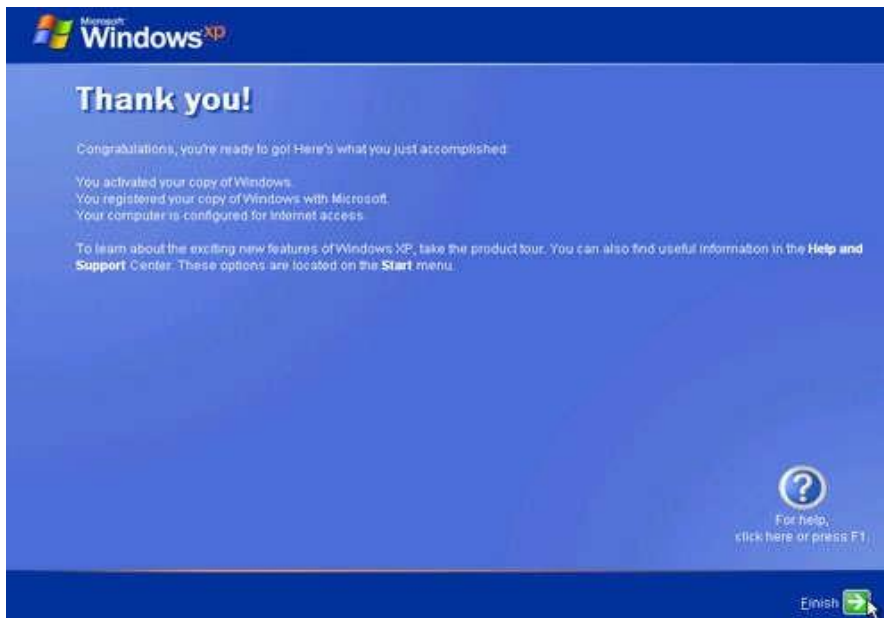 Microsoft
Windows xp
Thank you!
Congratulations, you're ready to go! Here's what you just accomplished:
You activated your copy of Windows.
You registered your copy of Windows with Microsoft.
Your computer is configured for Internet access.
To learn about the exciting new features of Windows XP, take the product tour. You can also find useful information in the Help and
Support Center. These options are located on the Start menu.
For help,
click here or press F1.
Finish